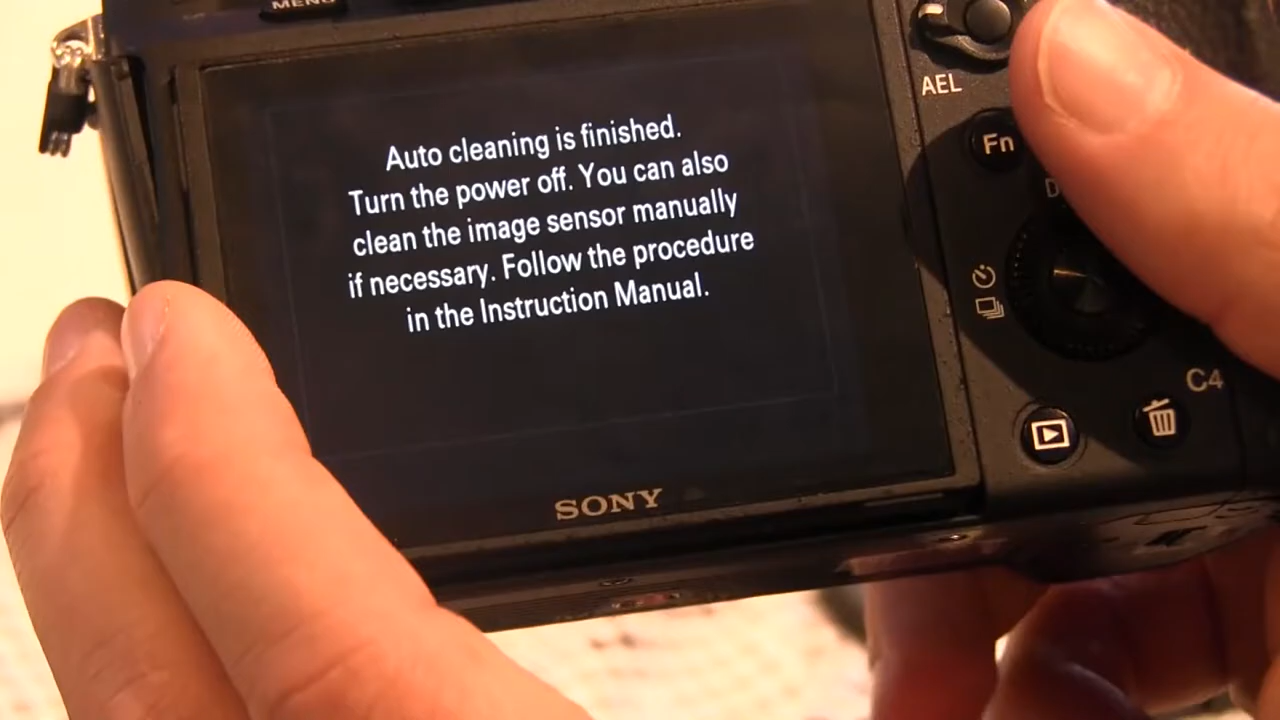 MENU
AEL
Fn
Auto cleaning is finished.
Turn the power off. You can also
clean the image sensor manually
if necessary. Follow the procedure
in the Instruction Manual.
C4
SONY